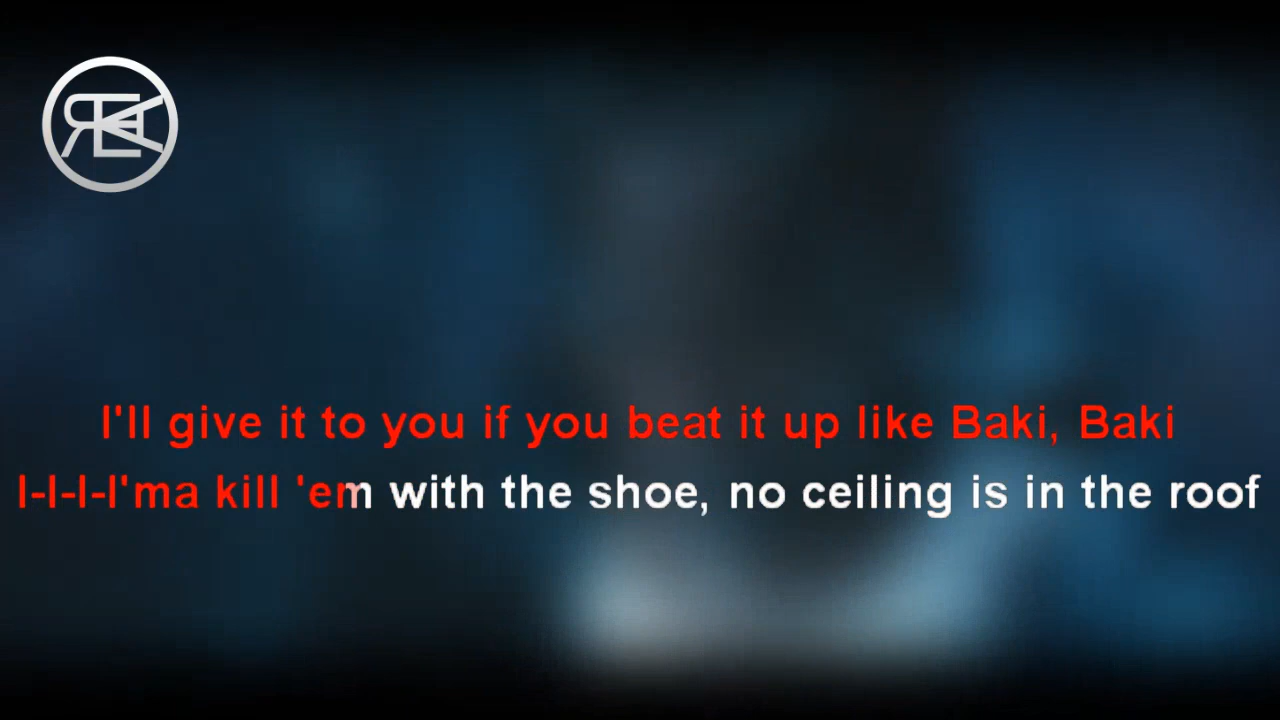 I'll give it to you if you beat it up like Baki, Baki
I-I-I-I'ma kill 'em with the shoe, no ceiling is in the roof